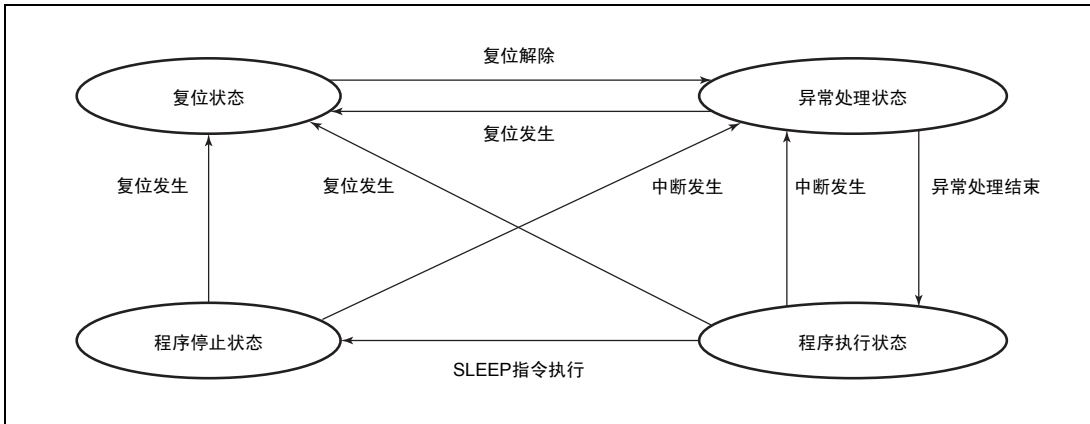 复位解除
复位状态
异常处理状态
复位发生
复位发生
复位发生
中断发生
中断发生
异常处理结束
程序停止状态
程序执行状态
SLEEP指令执行